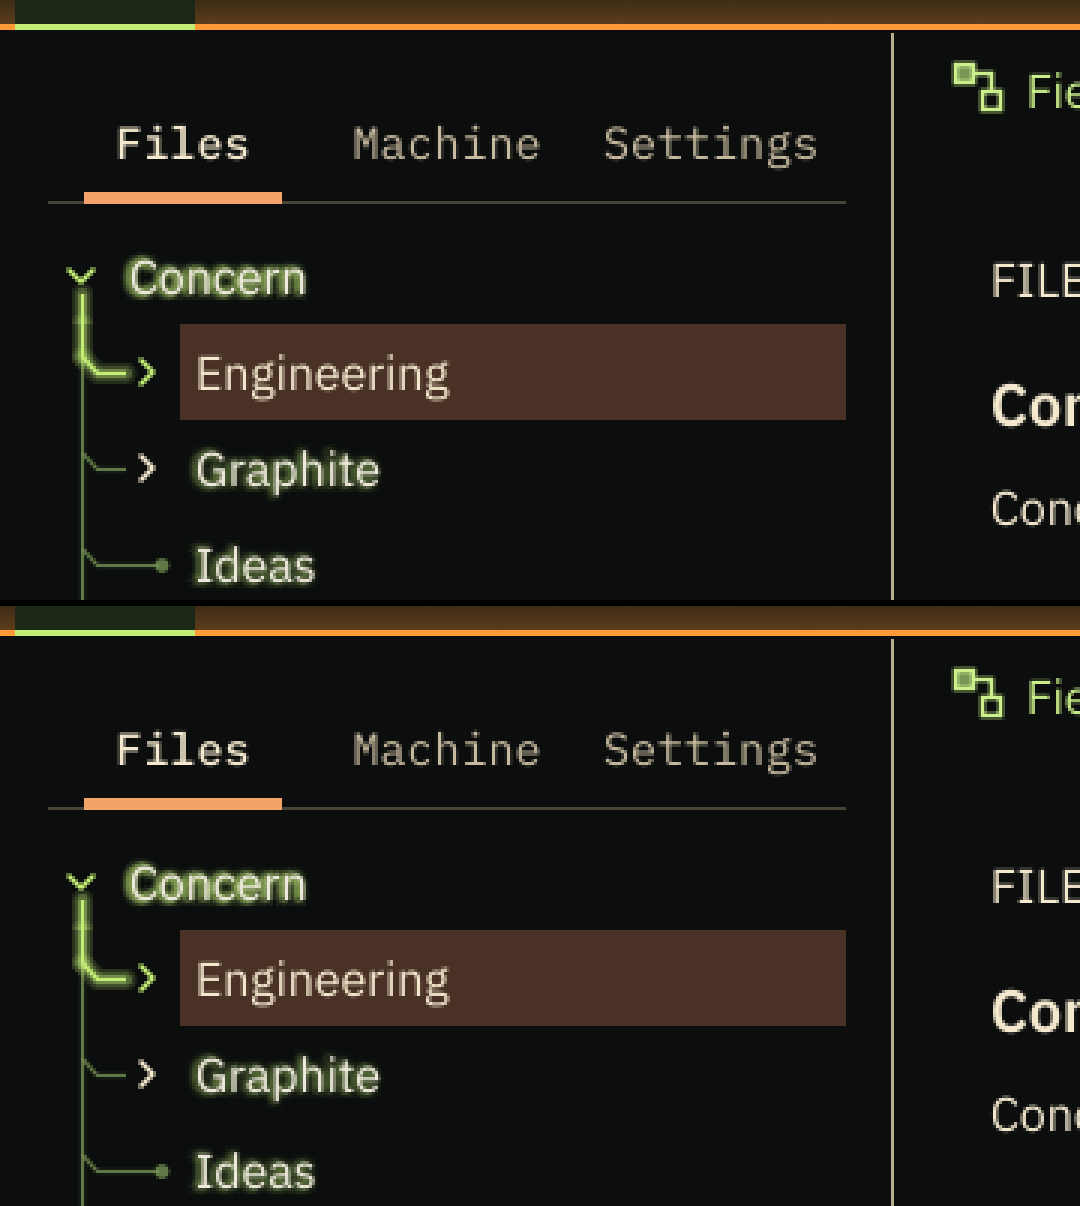 Files Machine Settings
Concern
Engineering
Graphite
Ideas
FILE
Files Machine Settings
Concern
Engineering
Graphite
Ideas
FILE